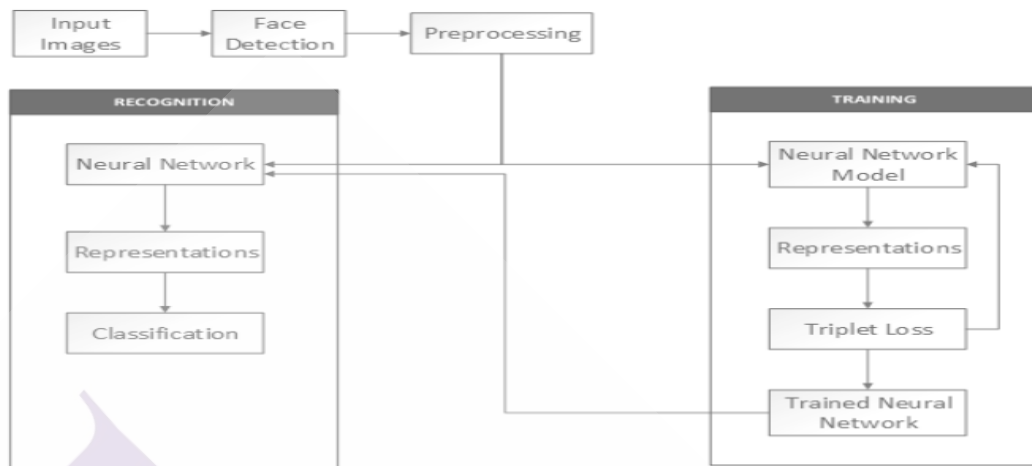 Input
Images
Face
Detection
Preprocessing
RECOGNITION
Neural Network
Representations
Classification
TRAINING
Neural Network
Model
Representations
Triplet Loss
Trained Neural
Network